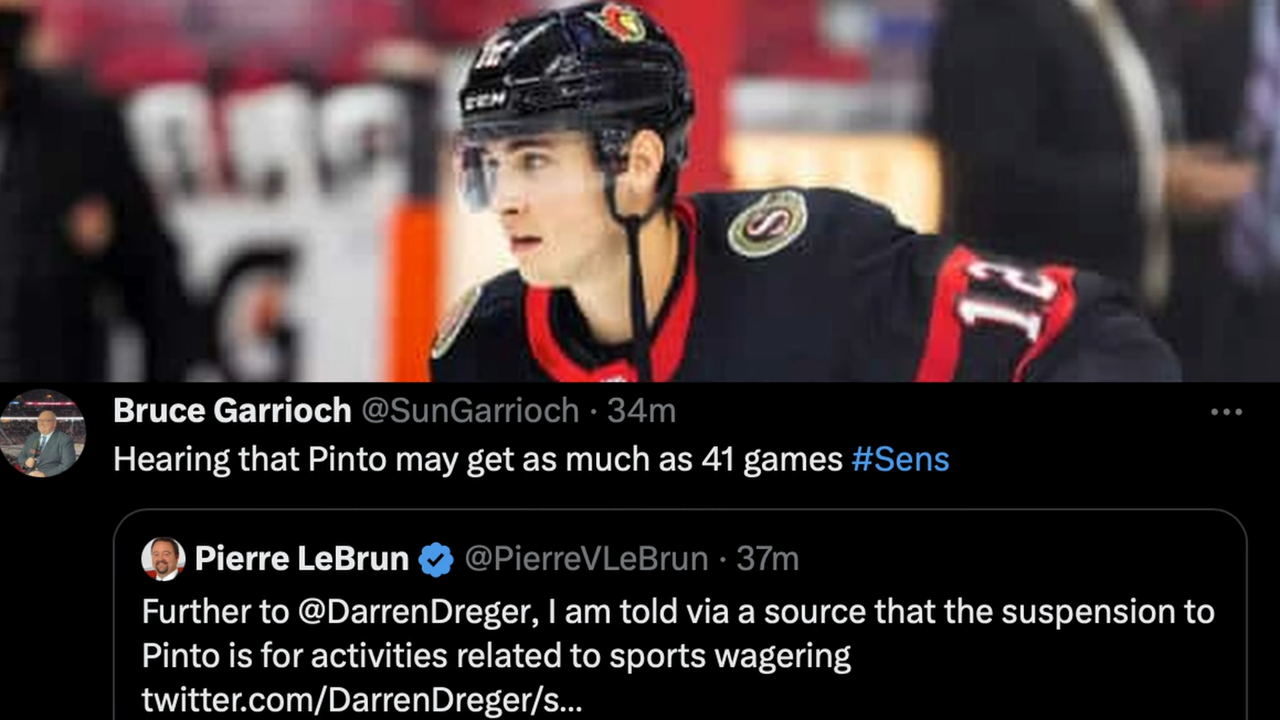 CCM
12
Bruce Garrioch @SunGarrioch · 34m
Hearing that Pinto may get as much as 41 games #Sens
Pierre LeBrun @PierreVLeBrun · 37m
Further to @DarrenDreger, I am told via a source that the suspension to
Pinto is for activities related to sports wagering
twitter.com/DarrenDreger/s...